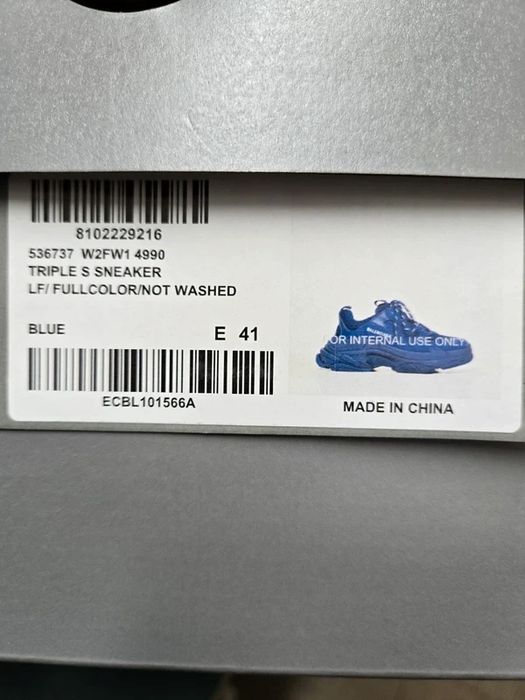 8102229216
536737 W2FW1 4990
TRIPLE S SNEAKER
LF/ FULLCOLOR/NOT WASHED
BLUE
E 41
ECBL101566A
BALENCIAGA
OR INTERNAL USE ONLY
MADE IN CHINA